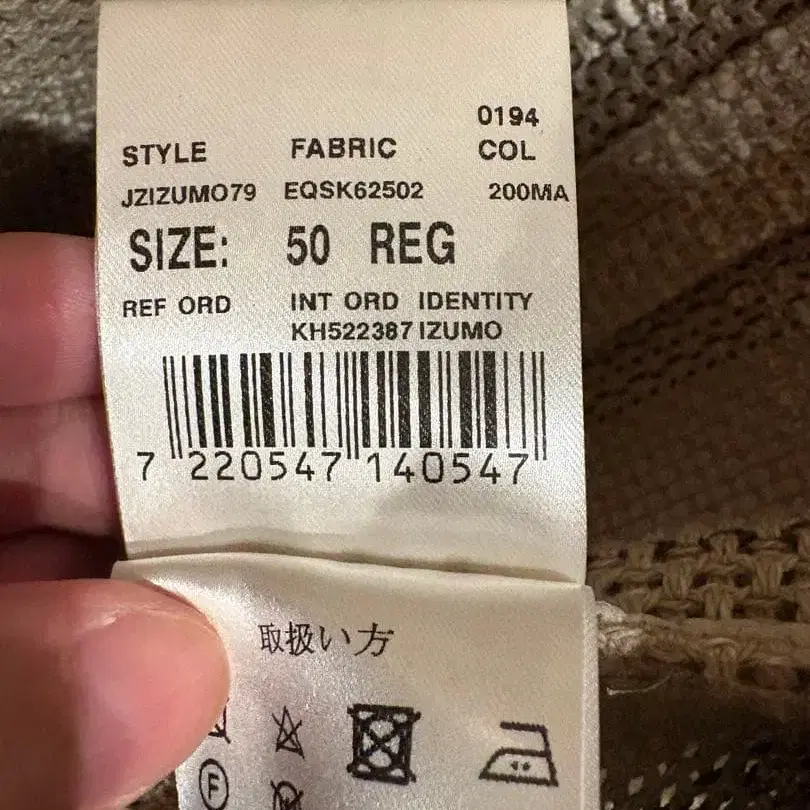 0194
STYLE FABRIC COL
JZIZUMO79 EQSK62502 200MA
SIZE: 50 REG
REF ORD INT ORD IDENTITY
KH522387 IZUMO
7 220547 140547
取扱い方
F